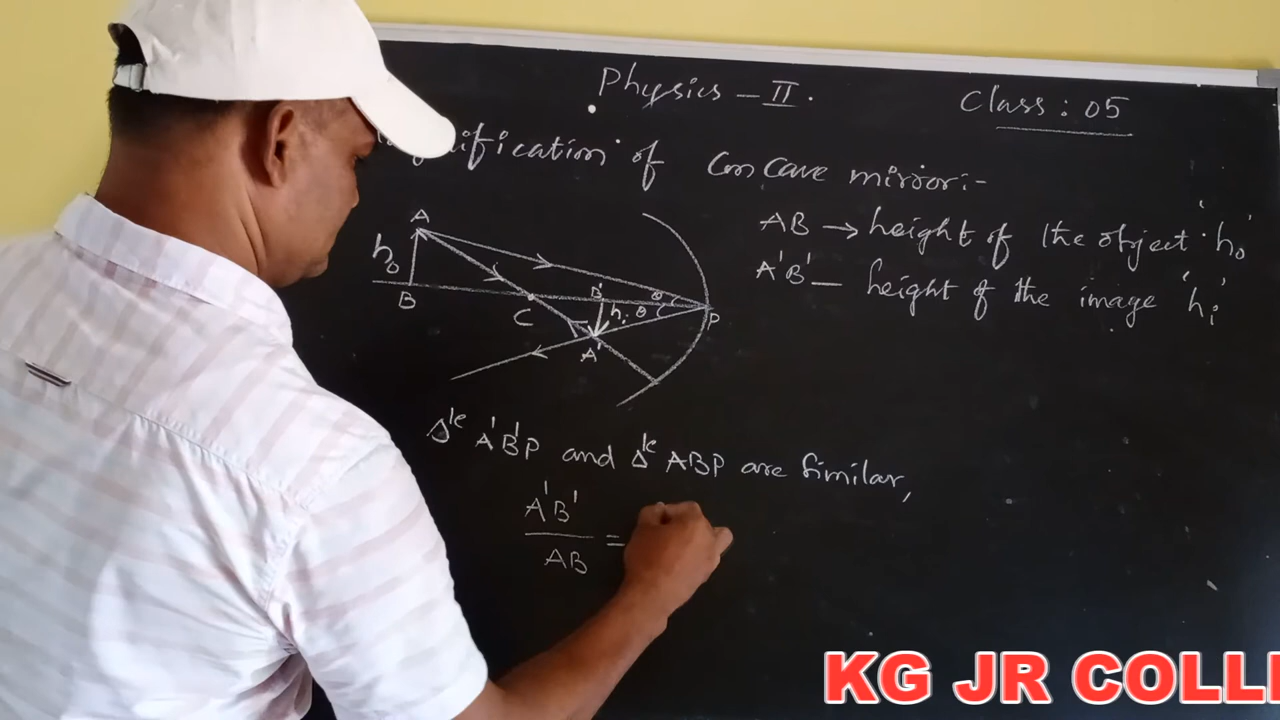 Physics – II.
Class : 05
of Concave mirror:-
A
h₀
B
C
B'
hᵢ
θ
θ
P
A'
AB → height of the object 'h₀'
A'B' — height of the image 'hᵢ'
Δle A'B'P and Δle ABP are similar,
A'B'
AB
=
KG JR COLL